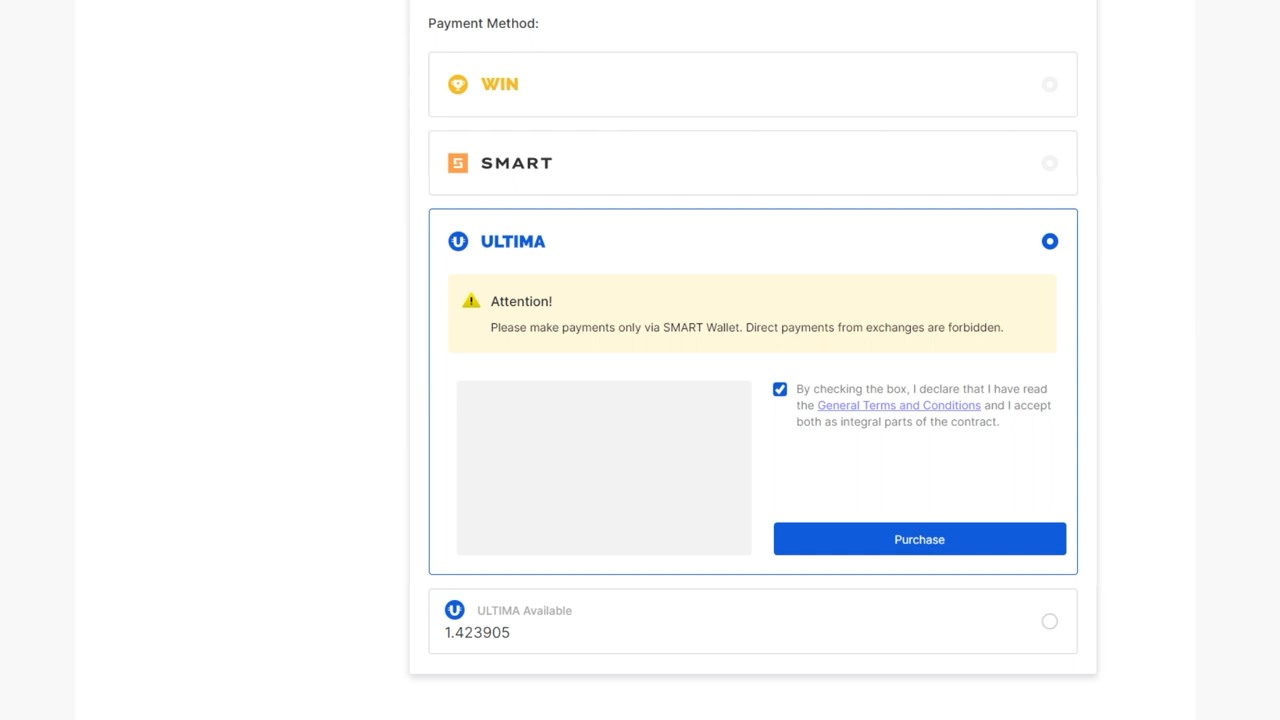 Payment Method:
WIN
SMART
ULTIMA
Attention!
Please make payments only via SMART Wallet. Direct payments from exchanges are forbidden.
By checking the box, I declare that I have read
the General Terms and Conditions and I accept
both as integral parts of the contract.
Purchase
ULTIMA Available
1.423905